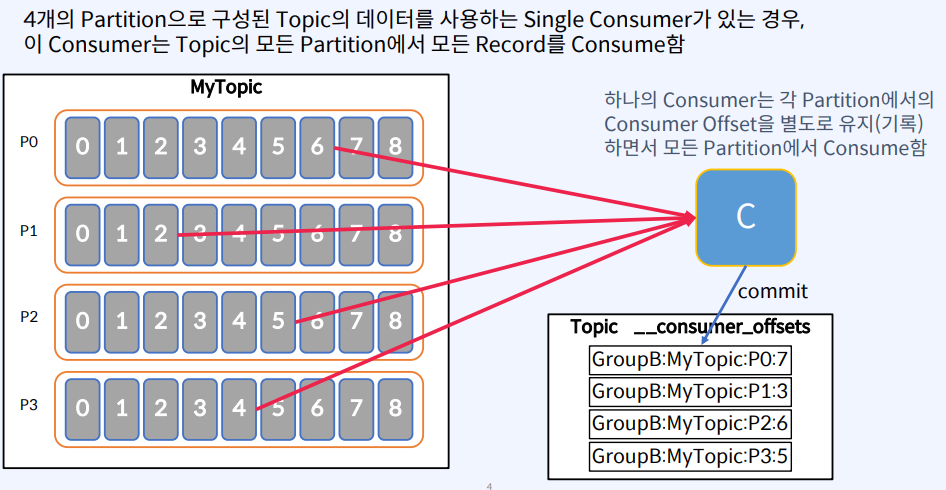 4개의 Partition으로 구성된 Topic의 데이터를 사용하는 Single Consumer가 있는 경우,
이 Consumer는 Topic의 모든 Partition에서 모든 Record를 Consume함
MyTopic
하나의 Consumer는 각 Partition에서의
Consumer Offset을 별도로 유지(기록)
하면서 모든 Partition에서 Consume함
P0 0 1 2 3 4 5 6 7 8
P1 0 1 2 3 4 5 6 7 8
P2 0 1 2 3 4 5 6 7 8
P3 0 1 2 3 4 5 6 7 8
C
commit
Topic __consumer_offsets
GroupB:MyTopic:P0:7
GroupB:MyTopic:P1:3
GroupB:MyTopic:P2:6
GroupB:MyTopic:P3:5
4